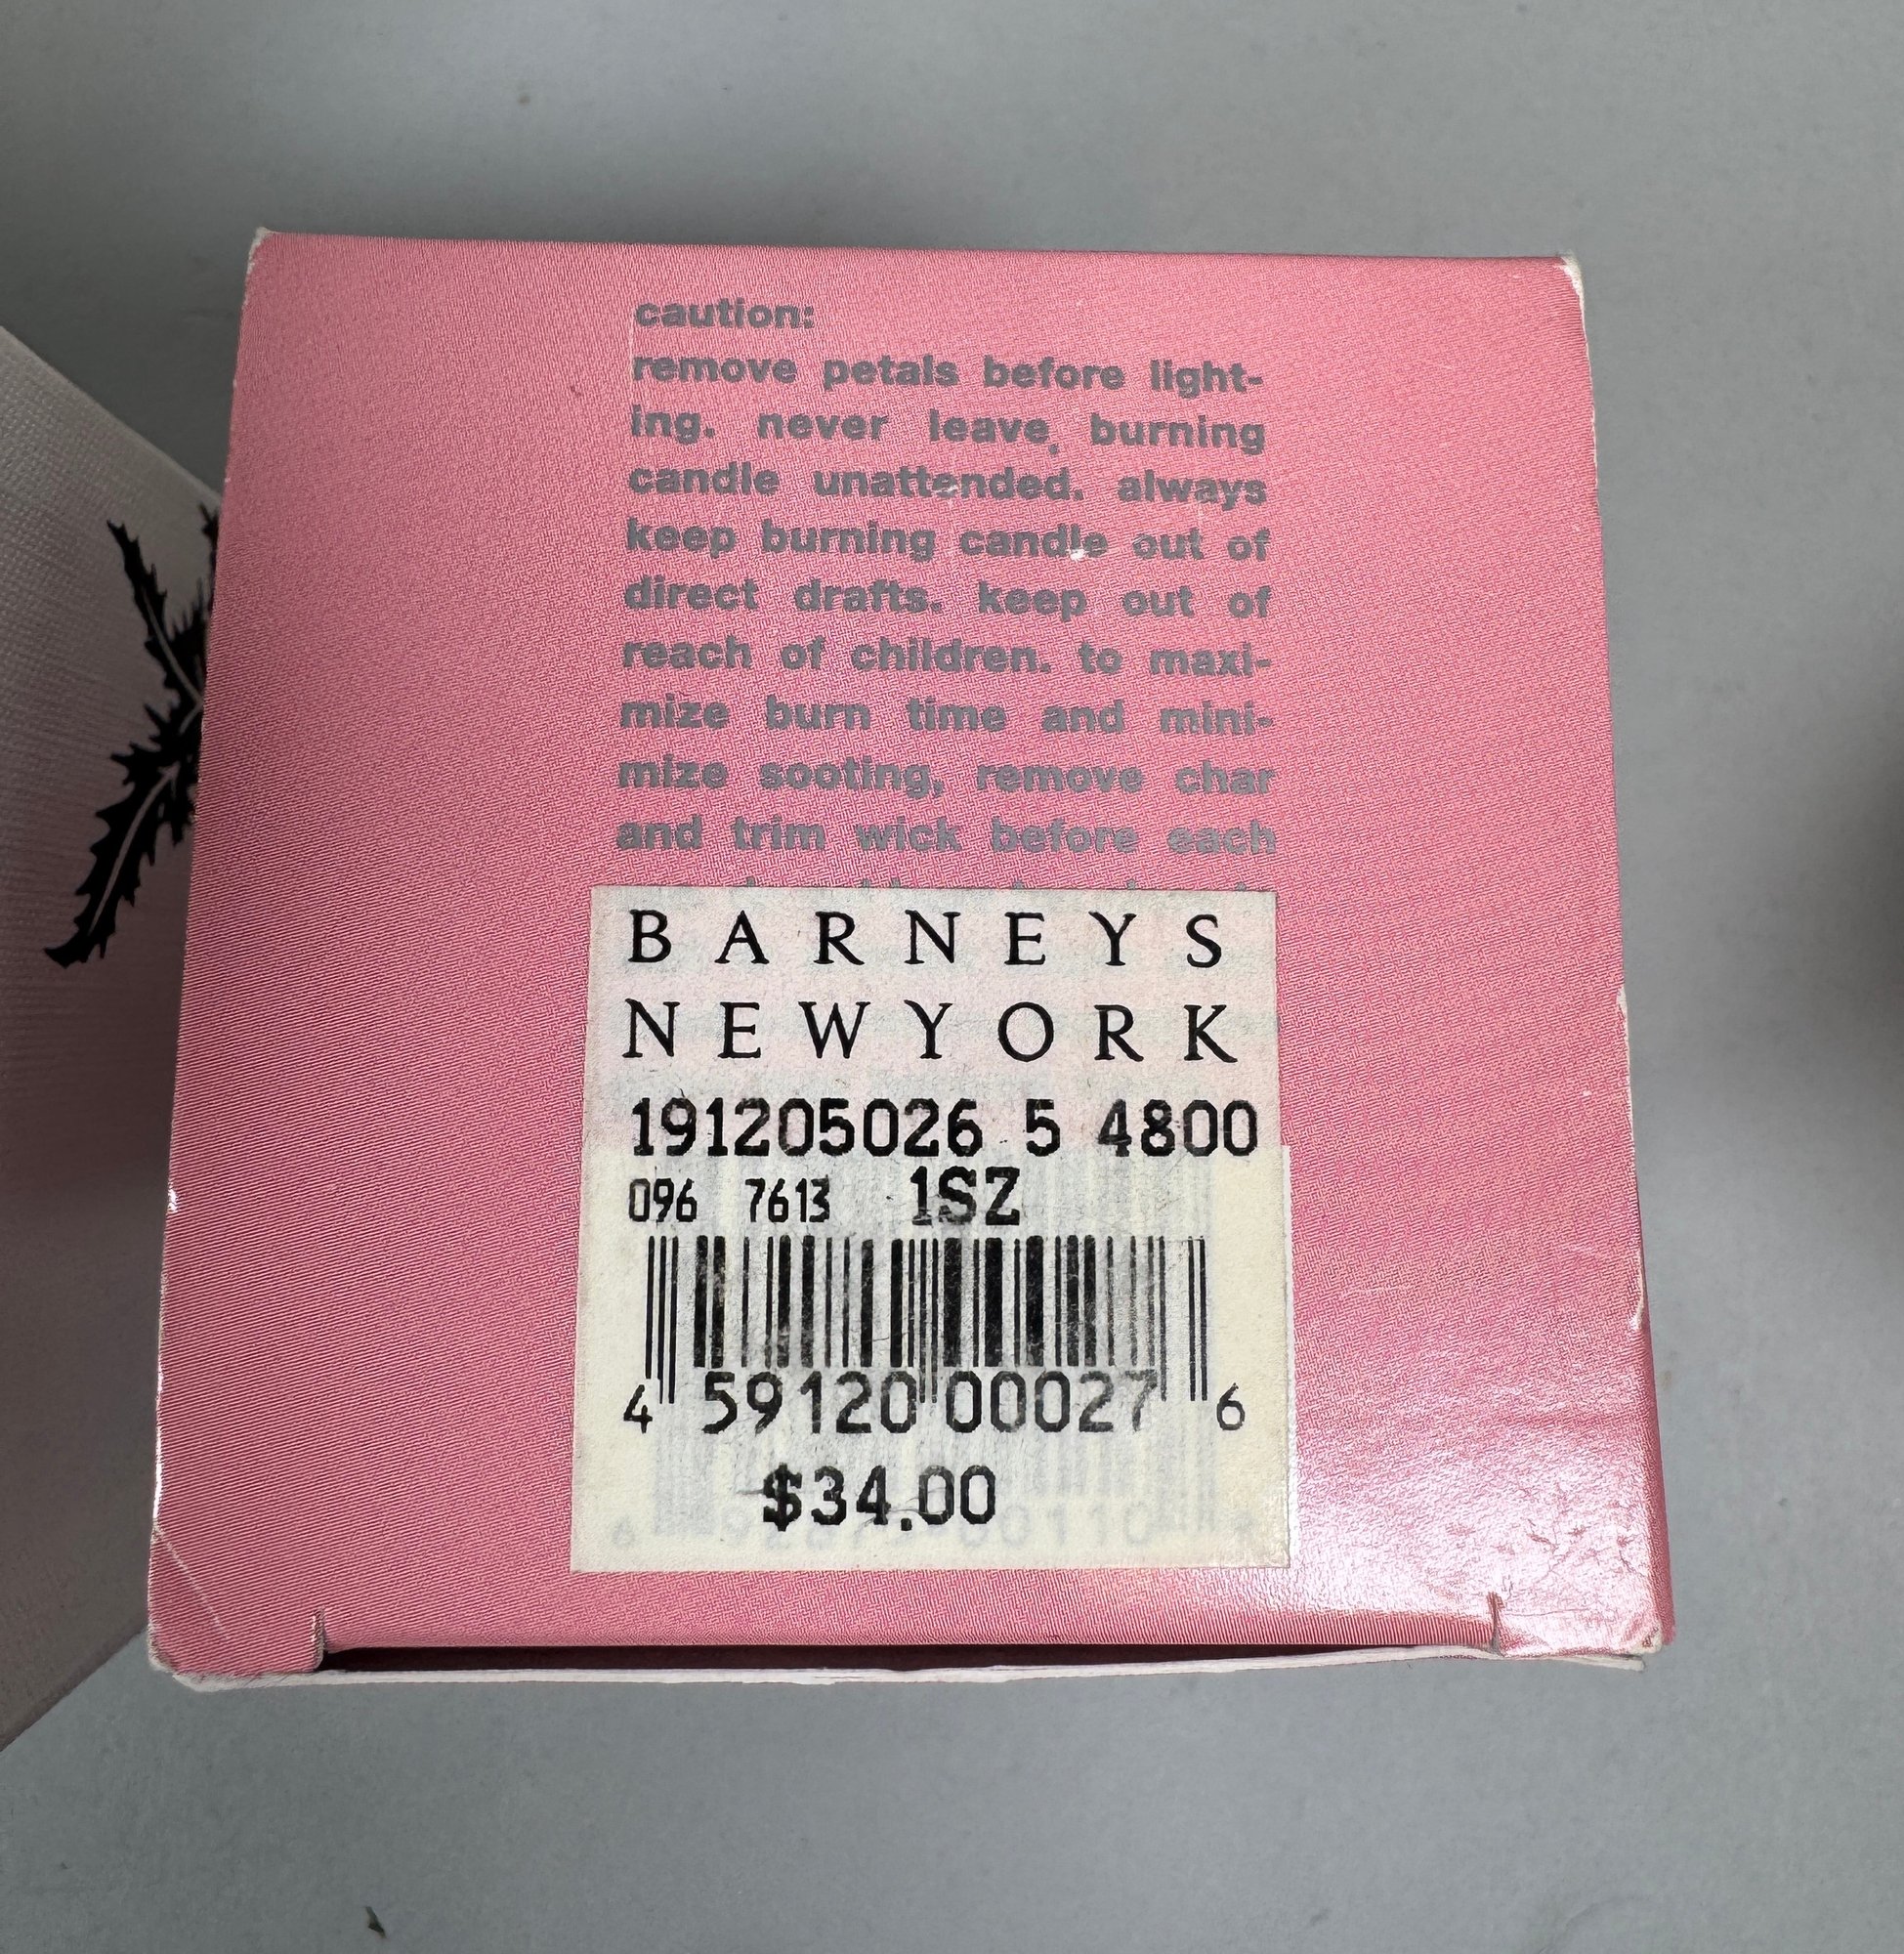 caution:
remove petals before light-
ing. never leave burning
candle unattended. always
keep burning candle out of
direct drafts. keep out of
reach of children. to maxi-
mize burn time and mini-
mize sooting, remove char
and trim wick before each
BARNEYS
NEWYORK
191205026 5 4800
096 7613 1SZ
4 59120 00027 6
$34.00